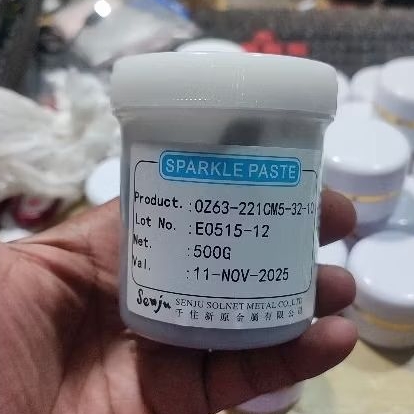 SPARKLE PASTE
Product. :OZ63-221CM5-32-10
Lot No. :E0515-12
Net. :500G
Val. :11-NOV-2025
Senju SENJU SOLNET METAL CO.,LTD
千住新原金属有限公司